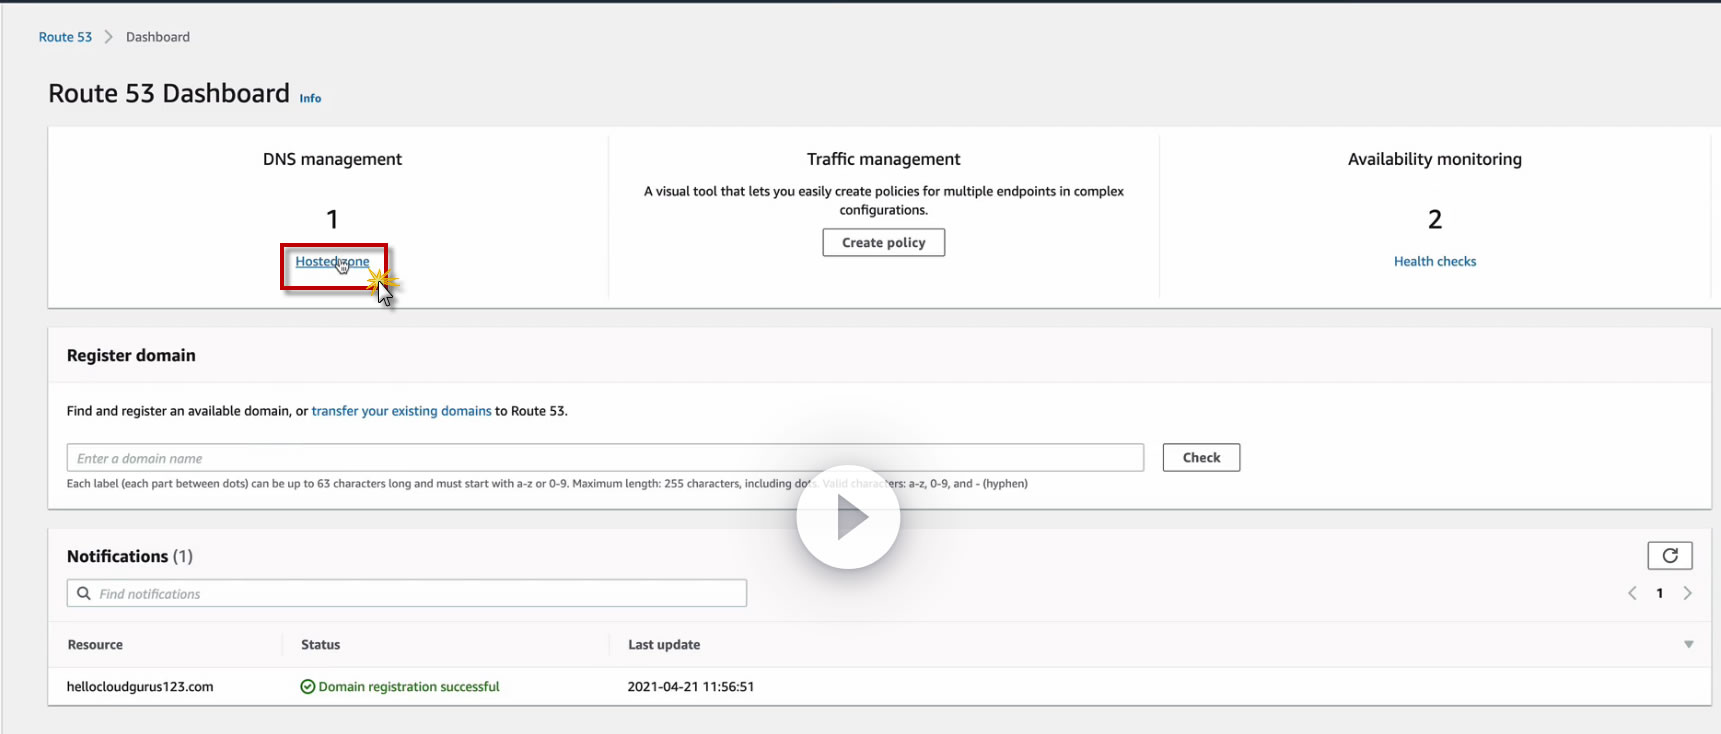 Route 53 > Dashboard
Route 53 Dashboard Info
DNS management
1
Hosted zone
Traffic management
A visual tool that lets you easily create policies for multiple endpoints in complex
configurations.
Create policy
Availability monitoring
2
Health checks
Register domain
Find and register an available domain, or transfer your existing domains to Route 53.
Enter a domain name
Check
Each label (each part between dots) can be up to 63 characters long and must start with a-z or 0-9. Maximum length: 255 characters, including dots. Valid characters: a-z, 0-9, and - (hyphen)
Notifications (1)
Find notifications
1
Resource Status Last update
hellocloudgurus123.com Domain registration successful 2021-04-21 11:56:51